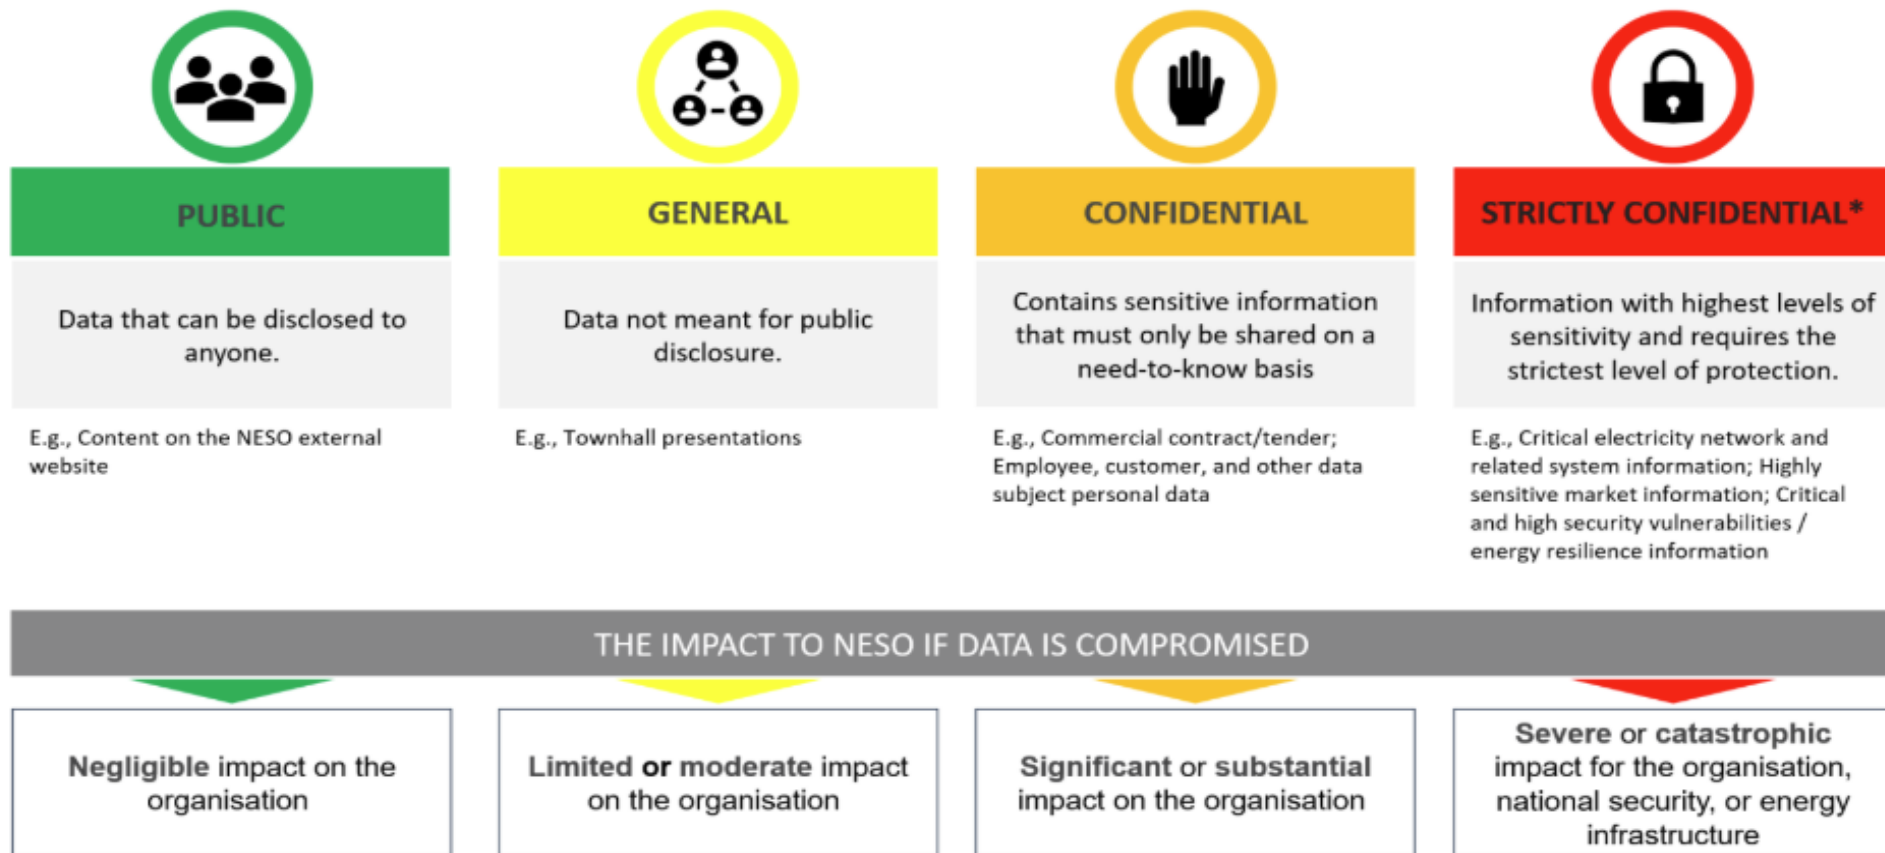 PUBLIC
Data that can be disclosed to
anyone.
E.g., Content on the NESO external
website
GENERAL
Data not meant for public
disclosure.
E.g., Townhall presentations
CONFIDENTIAL
Contains sensitive information
that must only be shared on a
need-to-know basis
E.g., Commercial contract/tender;
Employee, customer, and other data
subject personal data
STRICTLY CONFIDENTIAL*
Information with highest levels of
sensitivity and requires the
strictest level of protection.
E.g., Critical electricity network and
related system information; Highly
sensitive market information; Critical
and high security vulnerabilities /
energy resilience information
THE IMPACT TO NESO IF DATA IS COMPROMISED
Negligible impact on the
organisation
Limited or moderate impact
on the organisation
Significant or substantial
impact on the organisation
Severe or catastrophic
impact for the organisation,
national security, or energy
infrastructure